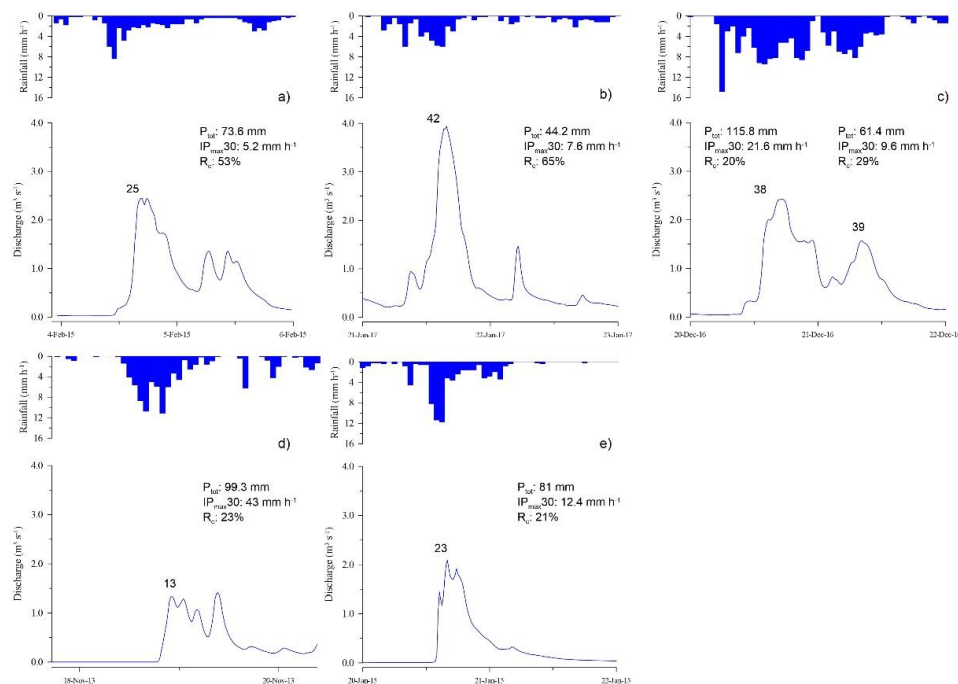 0
4
8
12
16
Rainfall (mm h-1)
a)
4.0
3.0
2.0
1.0
0.0
Discharge (m3 s-1)
25
Ptot: 73.6 mm
IPmax30: 5.2 mm h-1
Rc: 53%
4-Feb-15 5-Feb-15 6-Feb-15
0
4
8
12
16
Rainfall (mm h-1)
b)
4.0
3.0
2.0
1.0
0.0
Discharge (m3 s-1)
42
Ptot: 44.2 mm
IPmax30: 7.6 mm h-1
Rc: 65%
21-Jan-17 22-Jan-17 23-Jan-17
0
4
8
12
16
Rainfall (mm h-1)
c)
4.0
3.0
2.0
1.0
0.0
Discharge (m3 s-1)
Ptot: 115.8 mm
IPmax30: 21.6 mm h-1
Rc: 20%
Ptot: 61.4 mm
IPmax30: 9.6 mm h-1
Rc: 29%
38
39
20-Dec-16 21-Dec-16 22-Dec-16
0
4
8
12
16
Rainfall (mm h-1)
d)
4.0
3.0
2.0
1.0
0.0
Discharge (m3 s-1)
13
Ptot: 99.3 mm
IPmax30: 43 mm h-1
Rc: 23%
18-Nov-13 20-Nov-13
0
4
8
12
16
Rainfall (mm h-1)
e)
4.0
3.0
2.0
1.0
0.0
Discharge (m3 s-1)
23
Ptot: 81 mm
IPmax30: 12.4 mm h-1
Rc: 21%
20-Jan-15 21-Jan-15 22-Jan-15